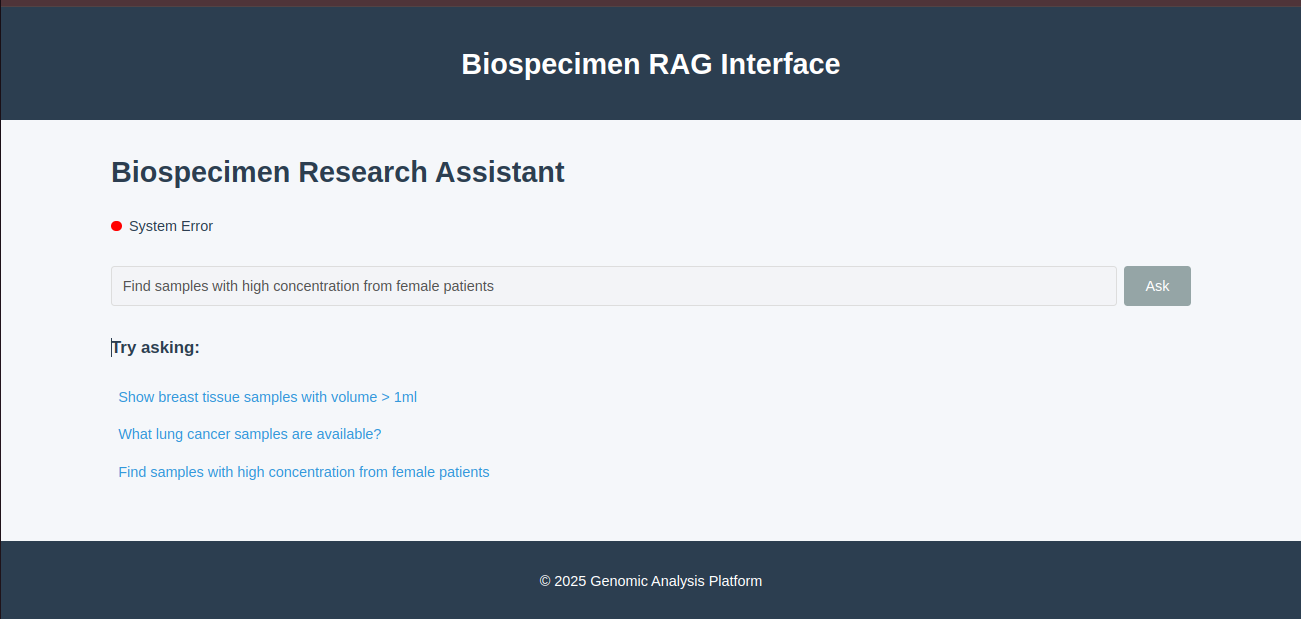 Biospecimen RAG Interface
Biospecimen Research Assistant
System Error
Find samples with high concentration from female patients
Ask
Try asking:
Show breast tissue samples with volume > 1ml
What lung cancer samples are available?
Find samples with high concentration from female patients
© 2025 Genomic Analysis Platform